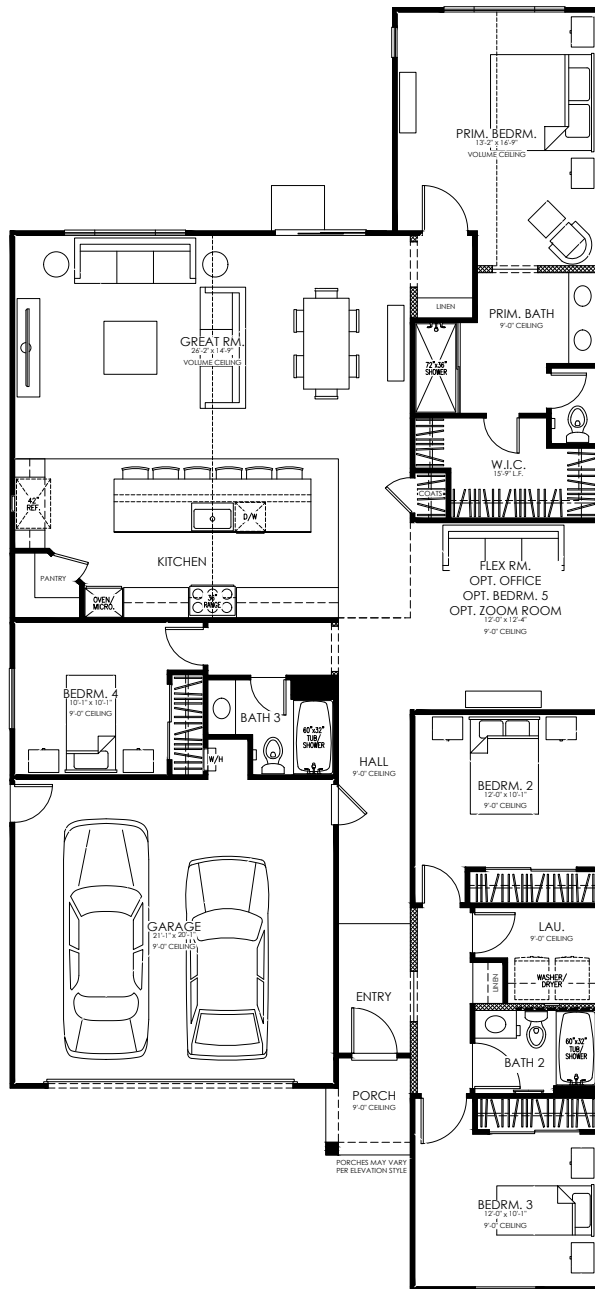 PRIM. BEDRM.
13'-2" x 16'-9"
VOLUME CEILING
LINEN
PRIM. BATH
9'-0" CEILING
GREAT RM.
26'-2" x 14'-9"
VOLUME CEILING
72"x36"
SHOWER
W.I.C.
15'-9" L.F.
COATS
42"
REF.
D/W
KITCHEN
PANTRY
OVEN/
MICRO.
36"
RANGE
FLEX RM.
OPT. OFFICE
OPT. BEDRM. 5
OPT. ZOOM ROOM
12'-0" x 12'-4"
9'-0" CEILING
BEDRM. 4
10'-1" x 10'-1"
9'-0" CEILING
BATH 3
60"x32"
TUB/
SHOWER
W/H
HALL
9'-0" CEILING
BEDRM. 2
12'-0" x 10'-1"
9'-0" CEILING
GARAGE
21'-1" x 20'-1"
9'-0" CEILING
LAU.
9'-0" CEILING
LINEN
WASHER/
DRYER
ENTRY
60"x32"
TUB/
SHOWER
BATH 2
PORCH
9'-0" CEILING
PORCHES MAY VARY
PER ELEVATION STYLE
BEDRM. 3
12'-0" x 10'-1"
9'-0" CEILING